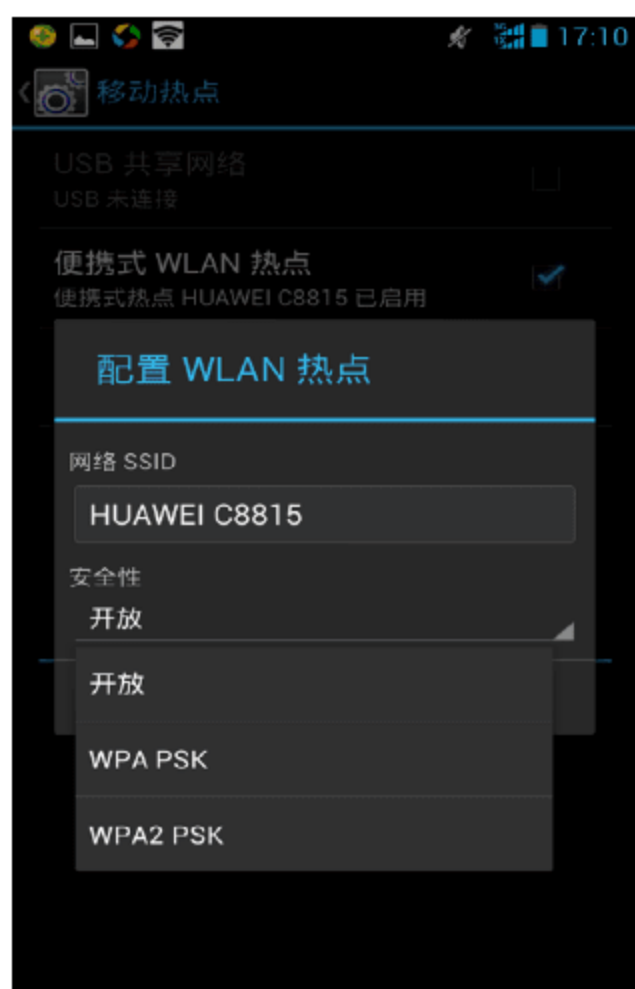 17:10
移动热点
USB 共享网络
USB 未连接
便携式 WLAN 热点
便携式热点 HUAWEI C8815 已启用
配置 WLAN 热点
网络 SSID
HUAWEI C8815
安全性
开放
开放
WPA PSK
WPA2 PSK